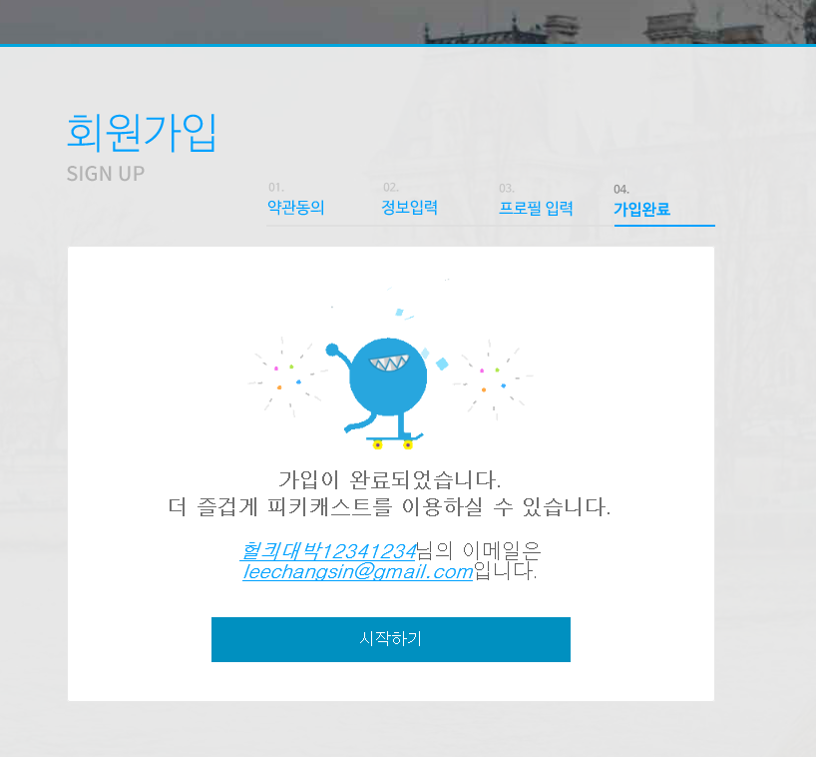 회원가입
SIGN UP
01.
약관동의
02.
정보입력
03.
프로필 입력
04.
가입완료
가입이 완료되었습니다.
더 즐겁게 피키캐스트를 이용하실 수 있습니다.
헐킈대박12341234님의 이메일은
leechangsin@gmail.com입니다.
시작하기